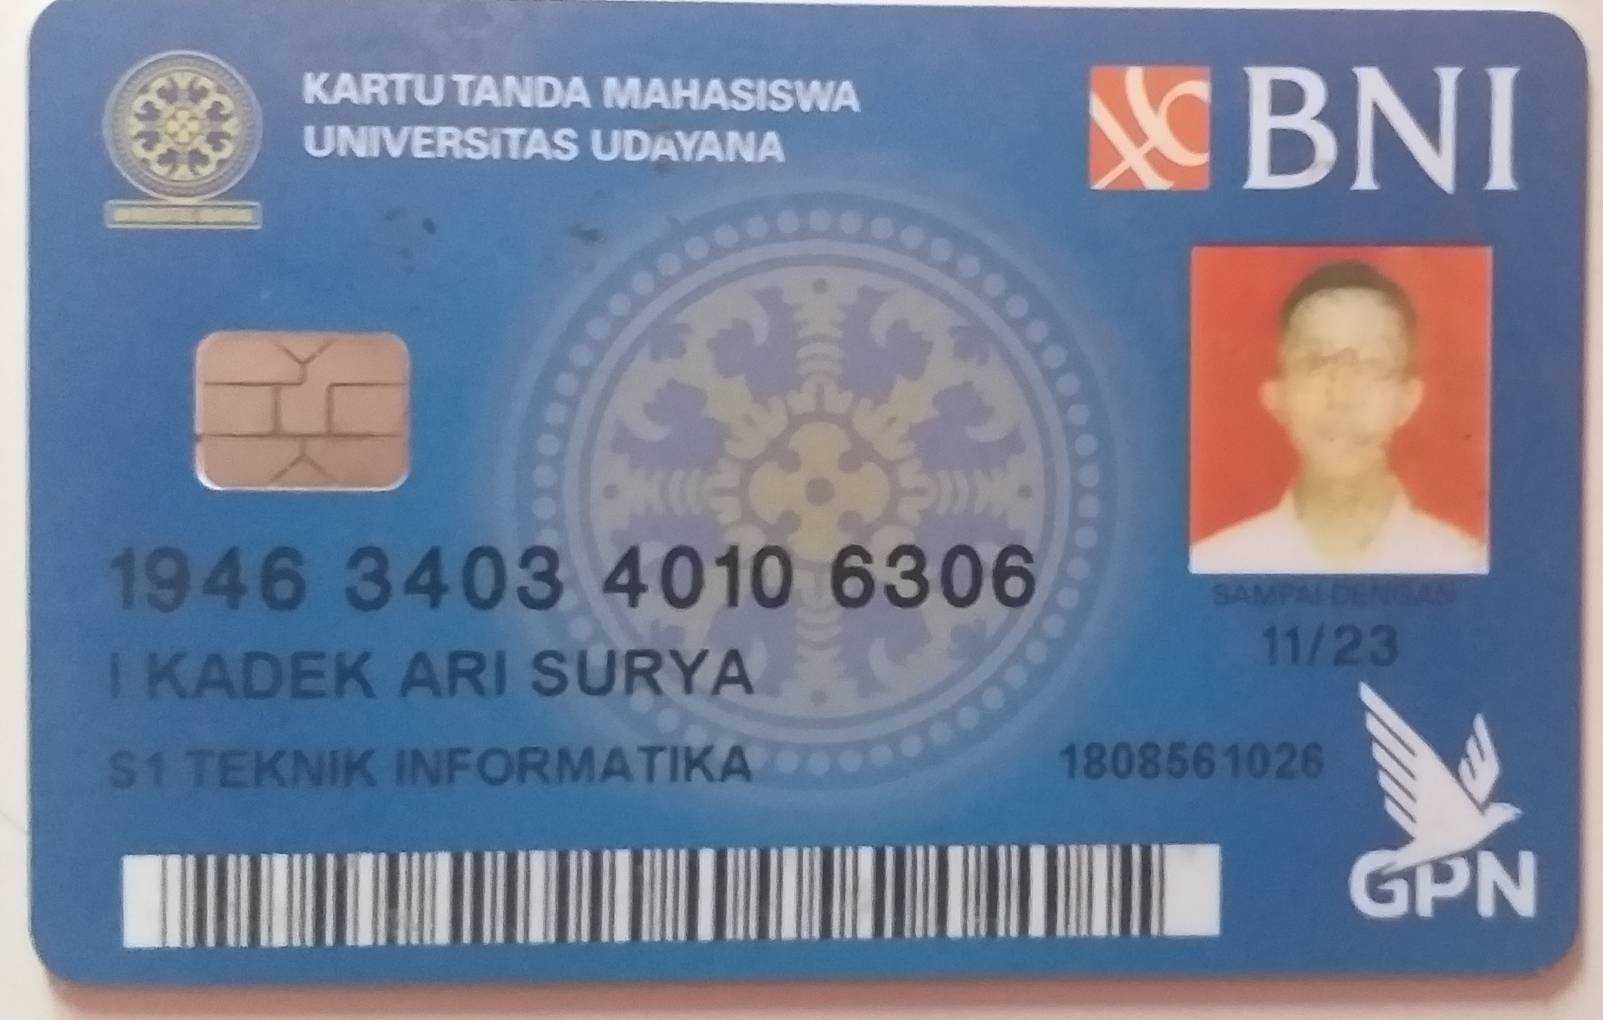 KARTU TANDA MAHASISWA
UNIVERSITAS UDAYANA
BNI
1946 3403 4010 6306
SAMPAI DENGAN
11/23
I KADEK ARI SURYA
S1 TEKNIK INFORMATIKA
1808561026
GPN